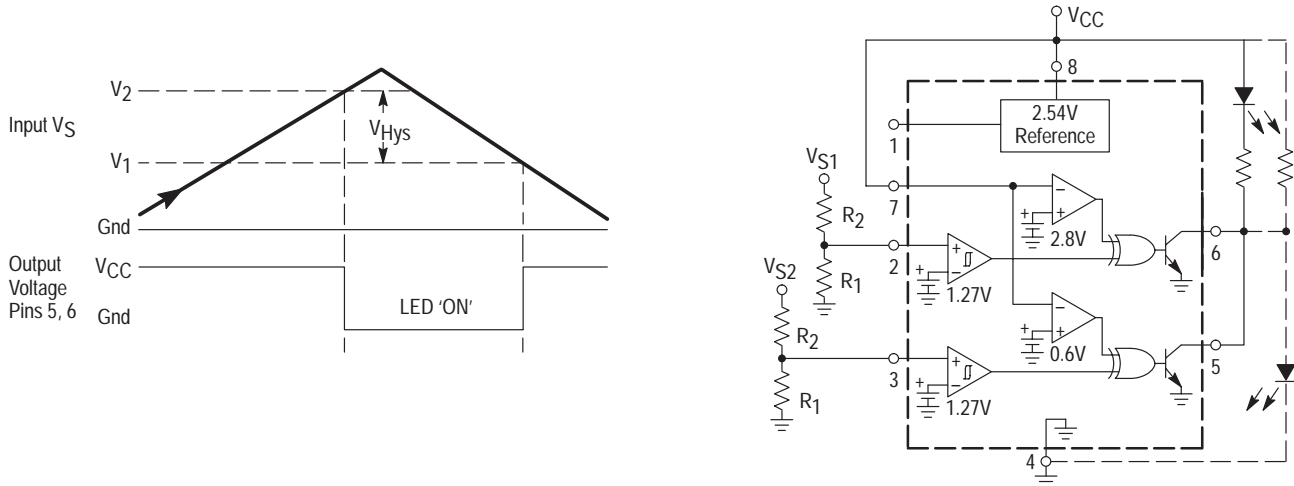 V2
Input VS
VHys
V1
Gnd
Output
Voltage
Pins 5, 6
VCC
Gnd
LED 'ON'
VCC
8
2.54V
Reference
1
VS1
7
R2
2.8V
6
2
VS2
R1
1.27V
R2
0.6V
5
3
R1
1.27V
4